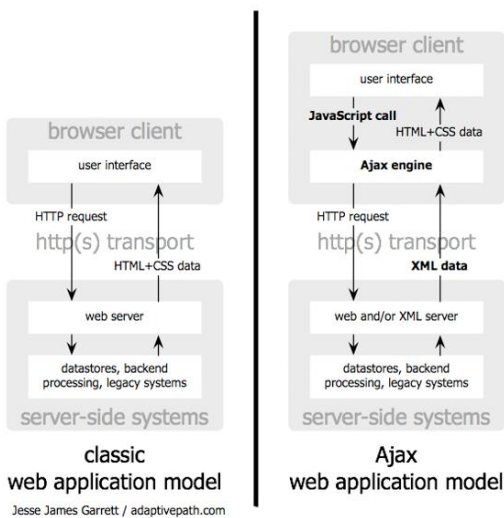 browser client
user interface
HTTP request
http(s) transport
HTML+CSS data
web server
datastores, backend
processing, legacy systems
server-side systems
classic
web application model
Jesse James Garrett / adaptivepath.com
browser client
user interface
JavaScript call
HTML+CSS data
Ajax engine
HTTP request
http(s) transport
XML data
web and/or XML server
datastores, backend
processing, legacy systems
server-side systems
Ajax
web application model